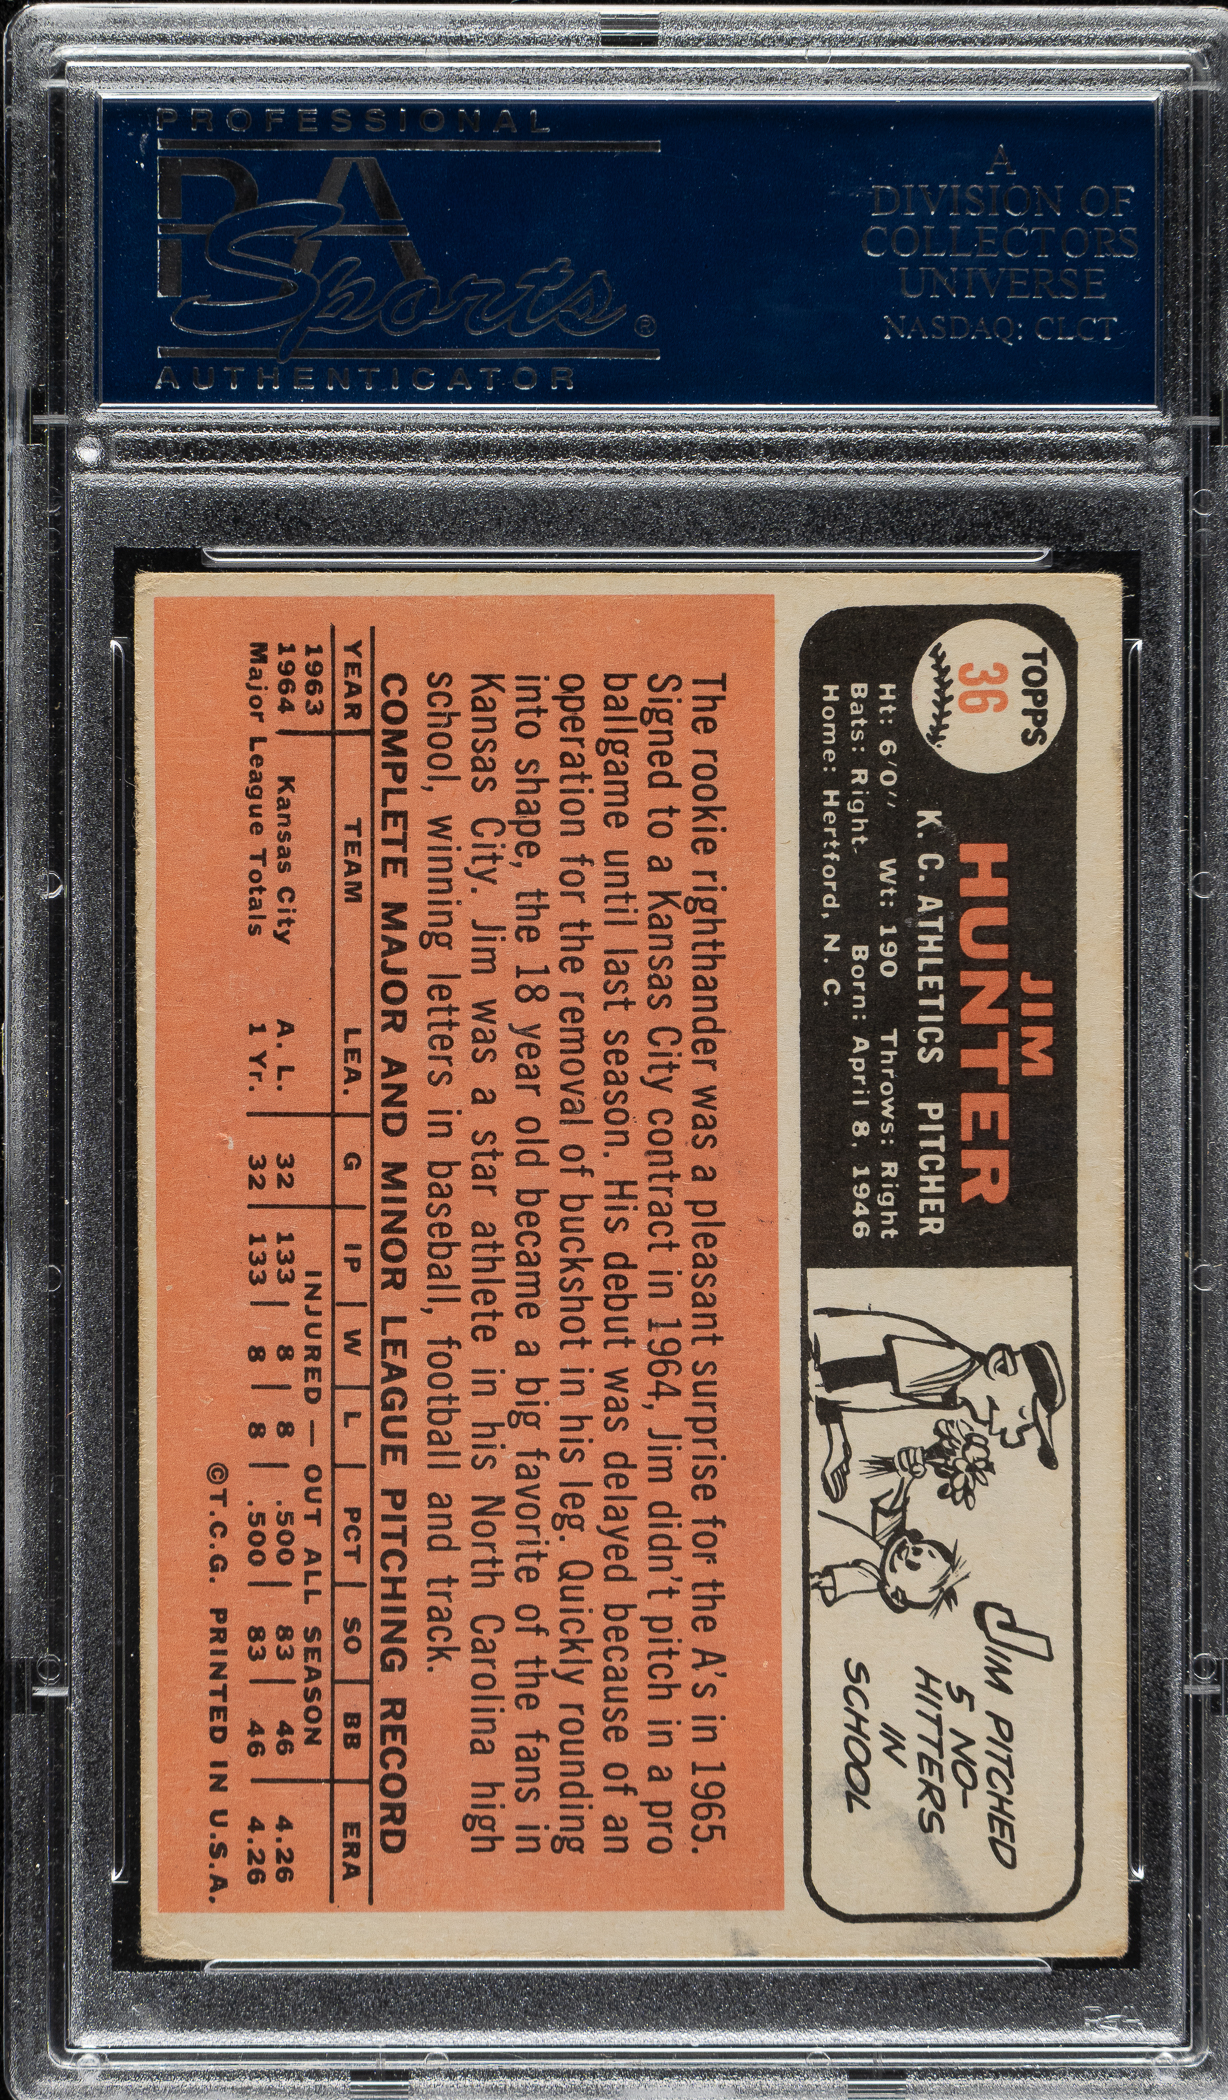 PROFESSIONAL
PSA
Sports®
AUTHENTICATOR
A
DIVISION OF
COLLECTORS
UNIVERSE
NASDAQ: CLCT
TOPPS
36
JIM
HUNTER
K. C. ATHLETICS PITCHER
Ht: 6'0" Wt: 190 Throws: Right
Bats: Right Born: April 8, 1946
Home: Hertford, N. C.
JIM PITCHED
5 NO-
HITTERS
IN
SCHOOL
The rookie righthander was a pleasant surprise for the A's in 1965.
Signed to a Kansas City contract in 1964, Jim didn't pitch in a pro
ballgame until last season. His debut was delayed because of an
operation for the removal of buckshot in his leg. Quickly rounding
into shape, the 18 year old became a big favorite of the fans in
Kansas City. Jim was a star athlete in his North Carolina high
school, winning letters in baseball, football and track.
COMPLETE MAJOR AND MINOR LEAGUE PITCHING RECORD
YEAR TEAM LEA. G IP W L PCT SO BB ERA
1963 INJURED — OUT ALL SEASON
1964 Kansas City A. L. 32 133 8 8 .500 83 46 4.26
Major League Totals 1 Yr. 32 133 8 8 .500 83 46 4.26
©T.C.G. PRINTED IN U.S.A.
PSA